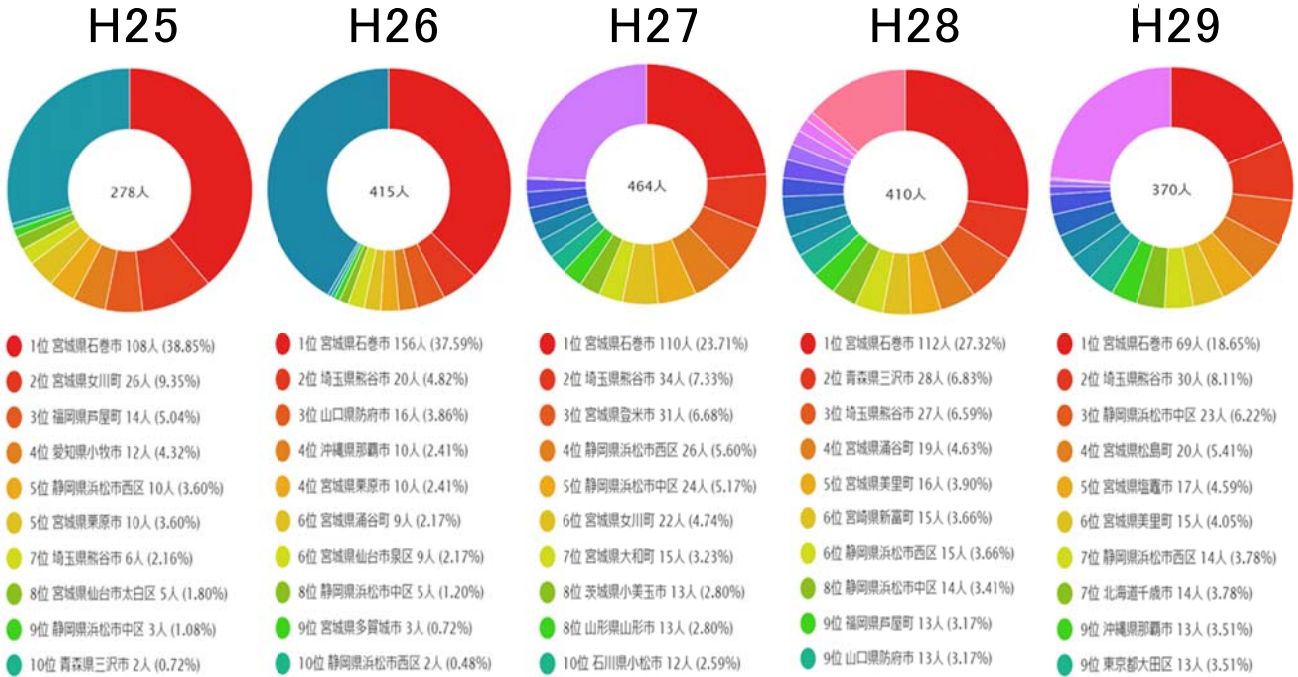 H25
278人
1位 宮城県石巻市 108人 (38.85%)
2位 宮城県女川町 26人 (9.35%)
3位 福岡県芦屋町 14人 (5.04%)
4位 愛知県小牧市 12人 (4.32%)
5位 静岡県浜松市西区 10人 (3.60%)
5位 宮城県栗原市 10人 (3.60%)
7位 埼玉県熊谷市 6人 (2.16%)
8位 宮城県仙台市太白区 5人 (1.80%)
9位 静岡県浜松市中区 3人 (1.08%)
10位 青森県三沢市 2人 (0.72%)
H26
415人
1位 宮城県石巻市 156人 (37.59%)
2位 埼玉県熊谷市 20人 (4.82%)
3位 山口県防府市 16人 (3.86%)
4位 沖縄県那覇市 10人 (2.41%)
4位 宮城県栗原市 10人 (2.41%)
6位 宮城県涌谷町 9人 (2.17%)
6位 宮城県仙台市泉区 9人 (2.17%)
8位 静岡県浜松市中区 5人 (1.20%)
9位 宮城県多賀城市 3人 (0.72%)
10位 静岡県浜松市西区 2人 (0.48%)
H27
464人
1位 宮城県石巻市 110人 (23.71%)
2位 埼玉県熊谷市 34人 (7.33%)
3位 宮城県登米市 31人 (6.68%)
4位 静岡県浜松市西区 26人 (5.60%)
5位 静岡県浜松市中区 24人 (5.17%)
6位 宮城県女川町 22人 (4.74%)
7位 宮城県大和町 15人 (3.23%)
8位 茨城県小美玉市 13人 (2.80%)
8位 山形県山形市 13人 (2.80%)
10位 石川県小松市 12人 (2.59%)
H28
410人
1位 宮城県石巻市 112人 (27.32%)
2位 青森県三沢市 28人 (6.83%)
3位 埼玉県熊谷市 27人 (6.59%)
4位 宮城県涌谷町 19人 (4.63%)
5位 宮城県美里町 16人 (3.90%)
6位 宮崎県新富町 15人 (3.66%)
6位 静岡県浜松市西区 15人 (3.66%)
8位 静岡県浜松市中区 14人 (3.41%)
9位 福岡県芦屋町 13人 (3.17%)
9位 山口県防府市 13人 (3.17%)
H29
370人
1位 宮城県石巻市 69人 (18.65%)
2位 埼玉県熊谷市 30人 (8.11%)
3位 静岡県浜松市中区 23人 (6.22%)
4位 宮城県松島町 20人 (5.41%)
5位 宮城県塩竈市 17人 (4.59%)
6位 宮城県美里町 15人 (4.05%)
7位 静岡県浜松市西区 14人 (3.78%)
7位 北海道千歳市 14人 (3.78%)
9位 沖縄県那覇市 13人 (3.51%)
9位 東京都大田区 13人 (3.51%)